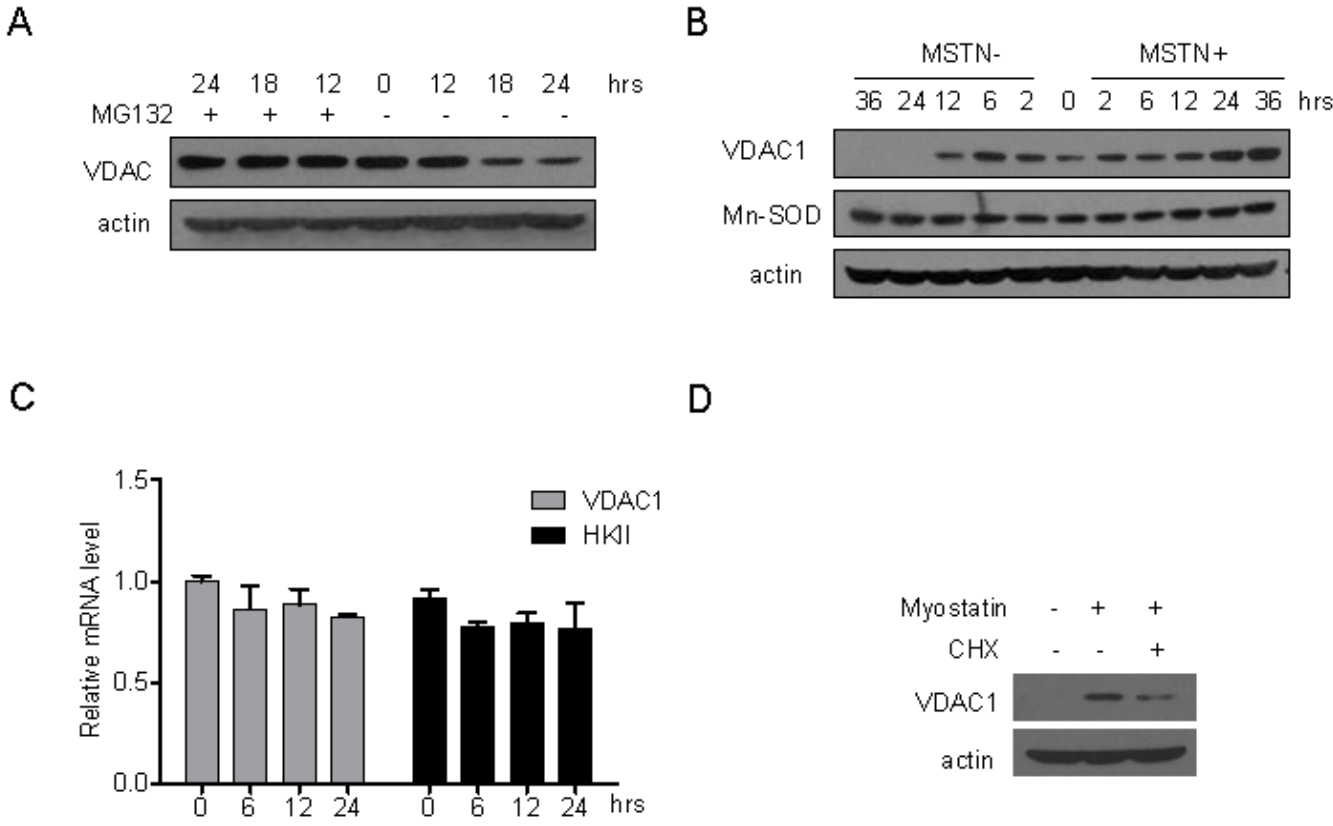 A
24 18 12 0 12 18 24 hrs
MG132 + + + - - - -
VDAC
actin
B
MSTN- MSTN+
36 24 12 6 2 0 2 6 12 24 36 hrs
VDAC1
Mn-SOD
actin
C
Relative mRNA level
1.5
1.0
0.5
0.0
VDAC1
HKII
0 6 12 24 0 6 12 24 hrs
D
Myostatin - + +
CHX - - +
VDAC1
actin